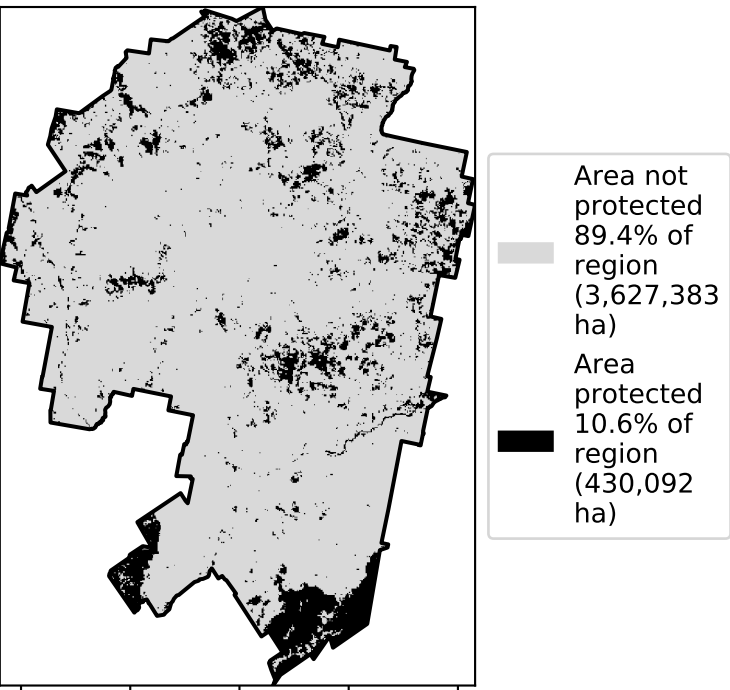 Area not
protected
89.4% of
region
(3,627,383
ha)
Area
protected
10.6% of
region
(430,092
ha)